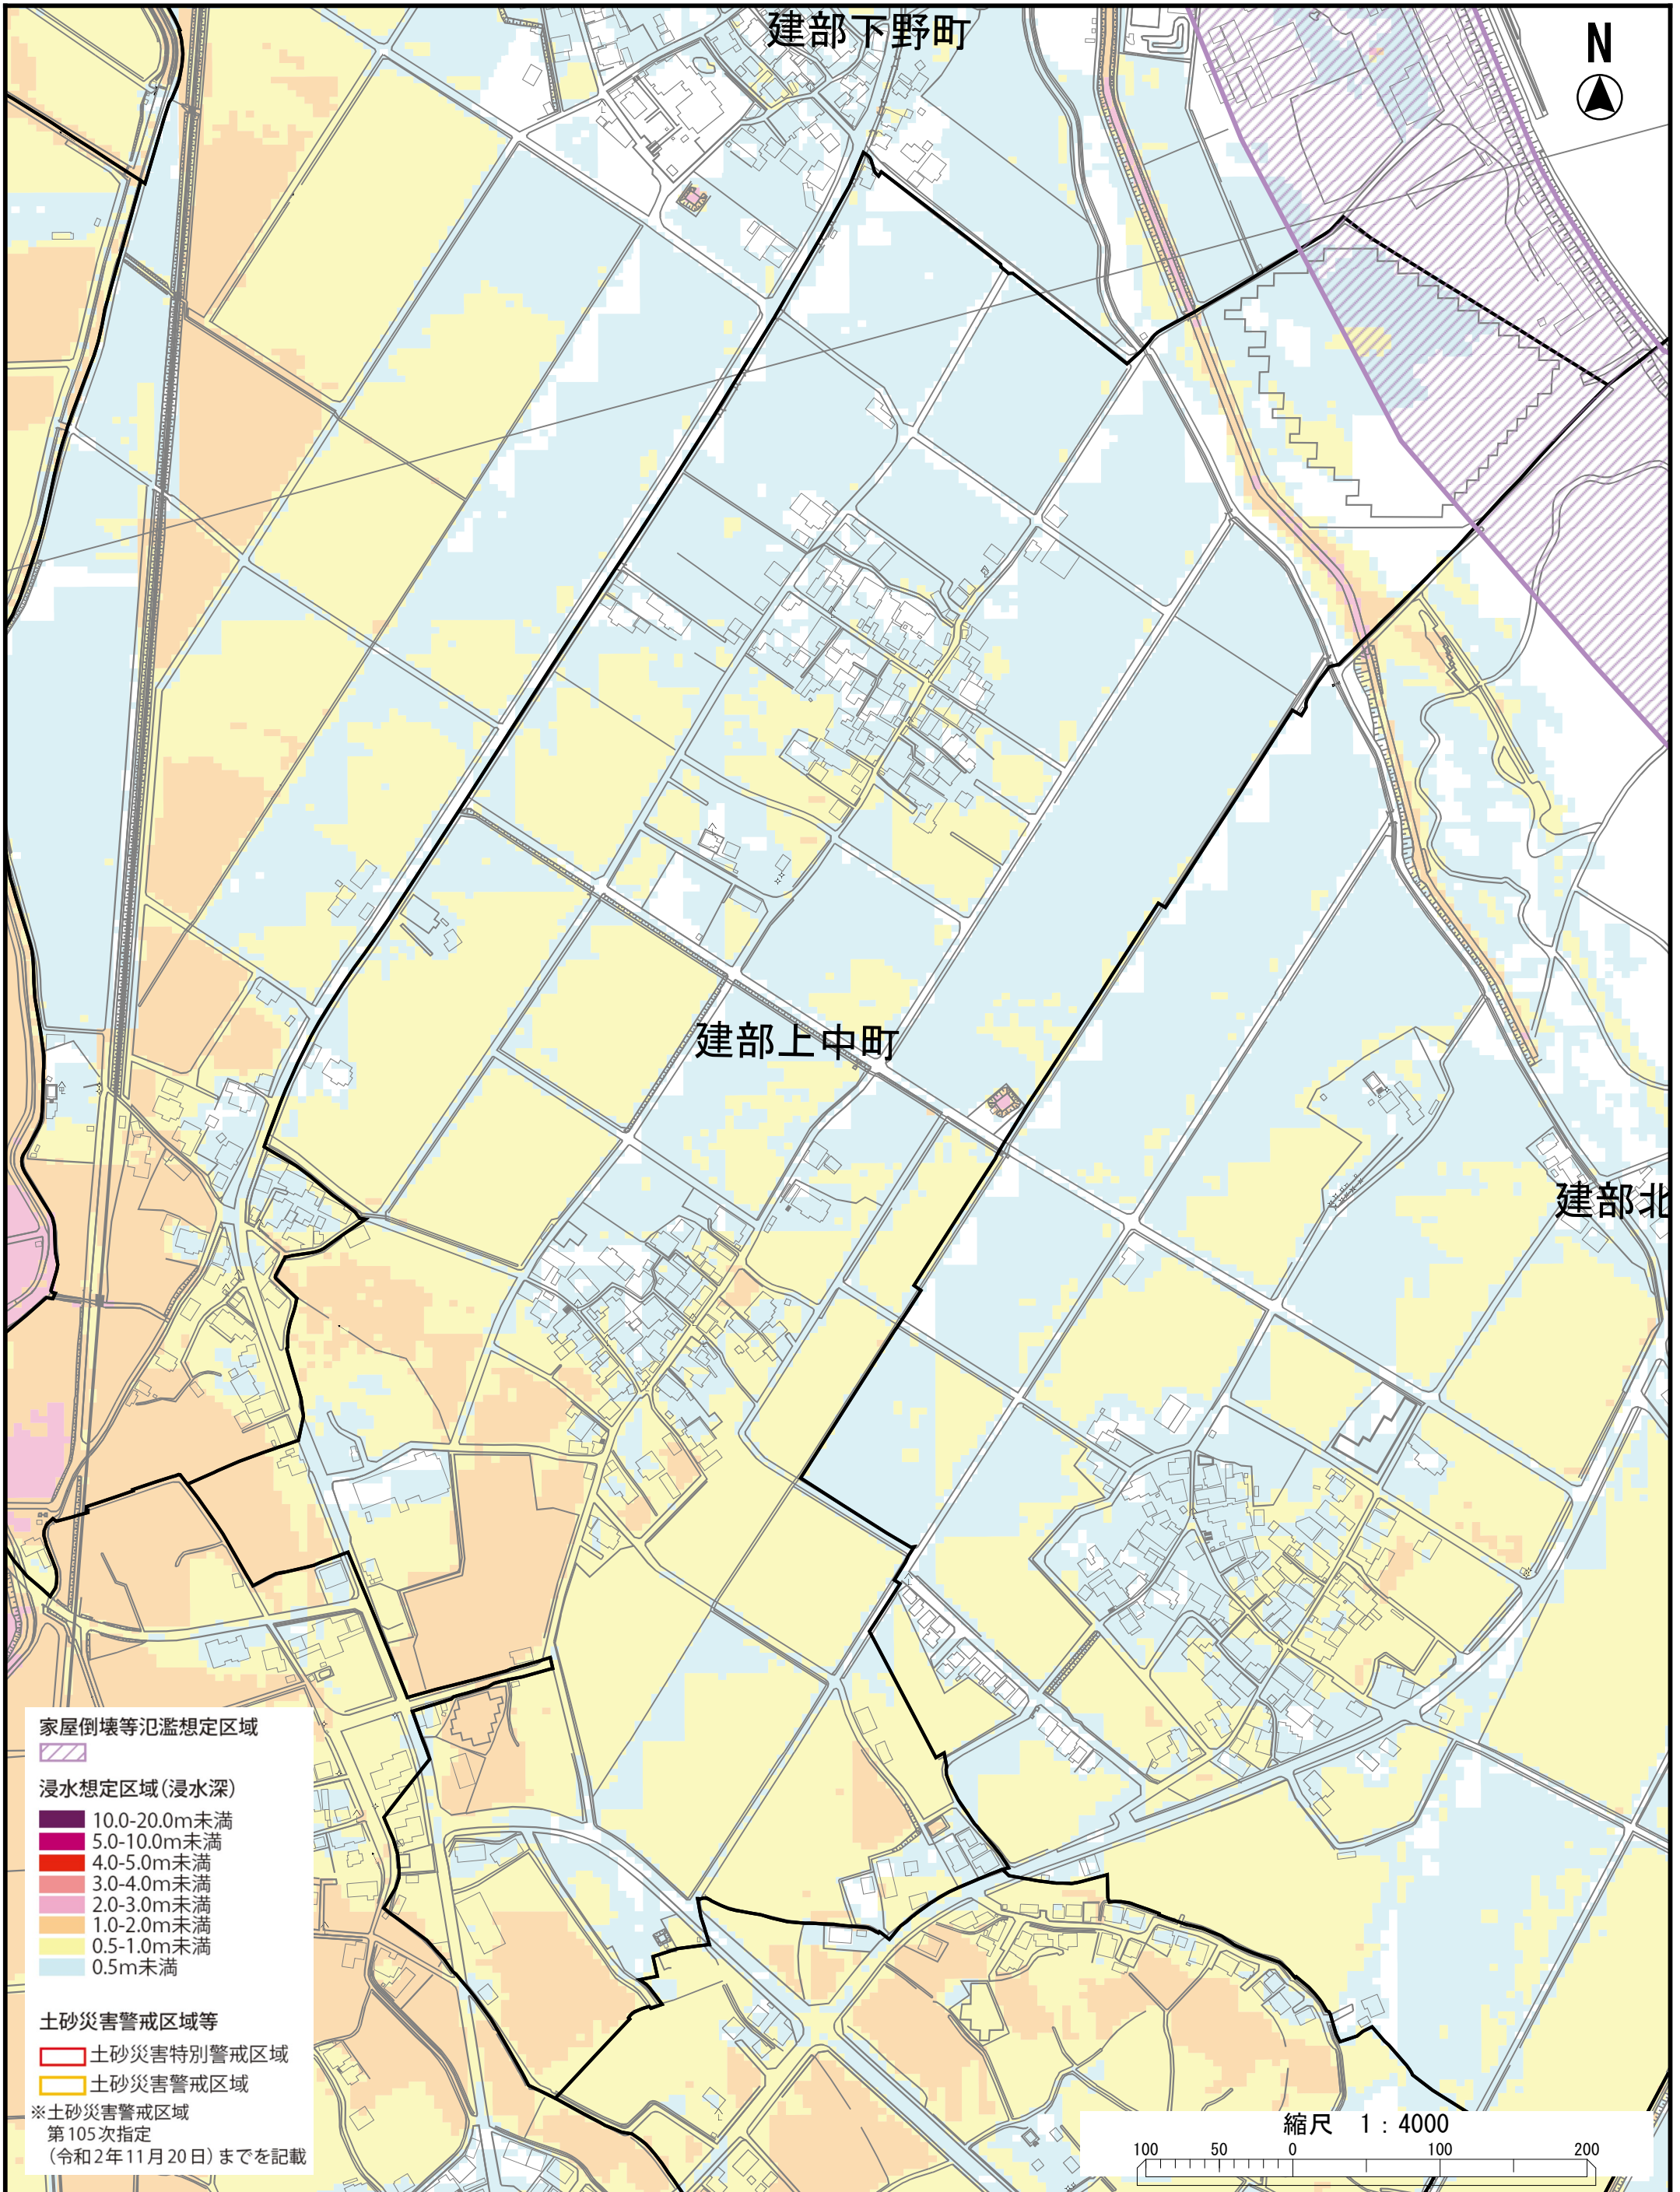 建部下野町
N
建部上中町
建部北
家屋倒壊等氾濫想定区域
浸水想定区域(浸水深)
10.0-20.0m未満
5.0-10.0m未満
4.0-5.0m未満
3.0-4.0m未満
2.0-3.0m未満
1.0-2.0m未満
0.5-1.0m未満
0.5m未満
土砂災害警戒区域等
土砂災害特別警戒区域
土砂災害警戒区域
※土砂災害警戒区域
第105次指定
(令和2年11月20日)までを記載
縮尺 1:4000
100 50 0 100 200